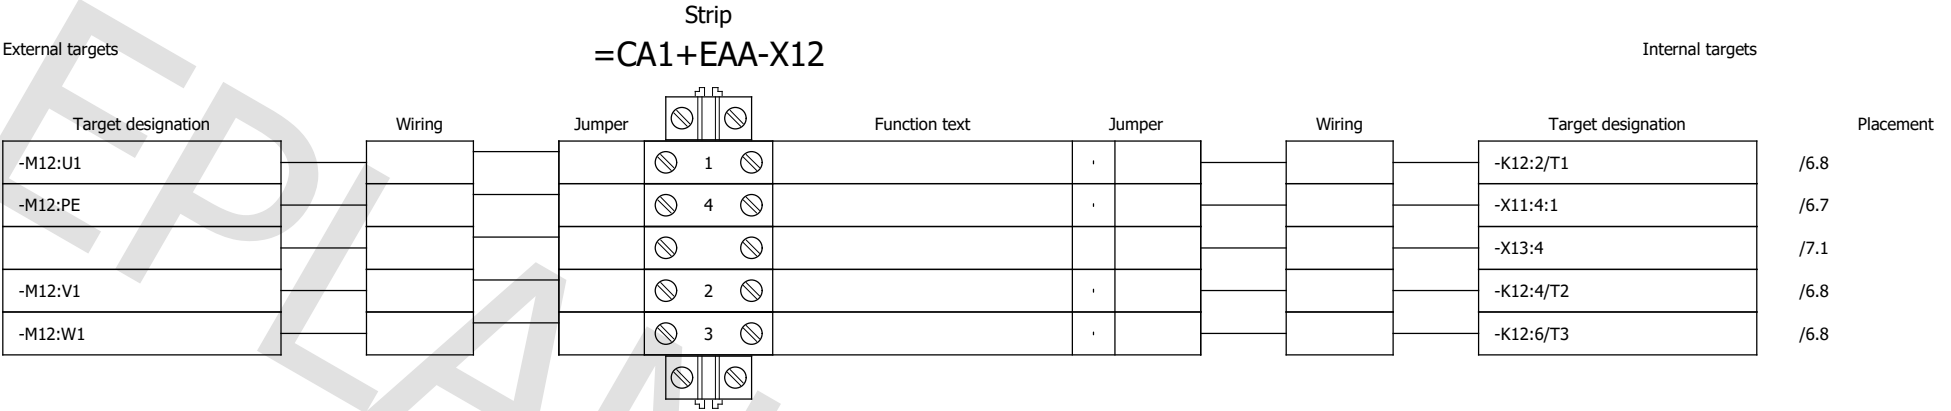 Strip
External targets =CA1+EAA-X12 Internal targets
Target designation Wiring Jumper Function text Jumper Wiring Target designation Placement
-M12:U1 1 -K12:2/T1 /6.8
-M12:PE 4 -X11:4:1 /6.7
-X13:4 /7.1
-M12:V1 2 -K12:4/T2 /6.8
-M12:W1 3 -K12:6/T3 /6.8
EPLAN